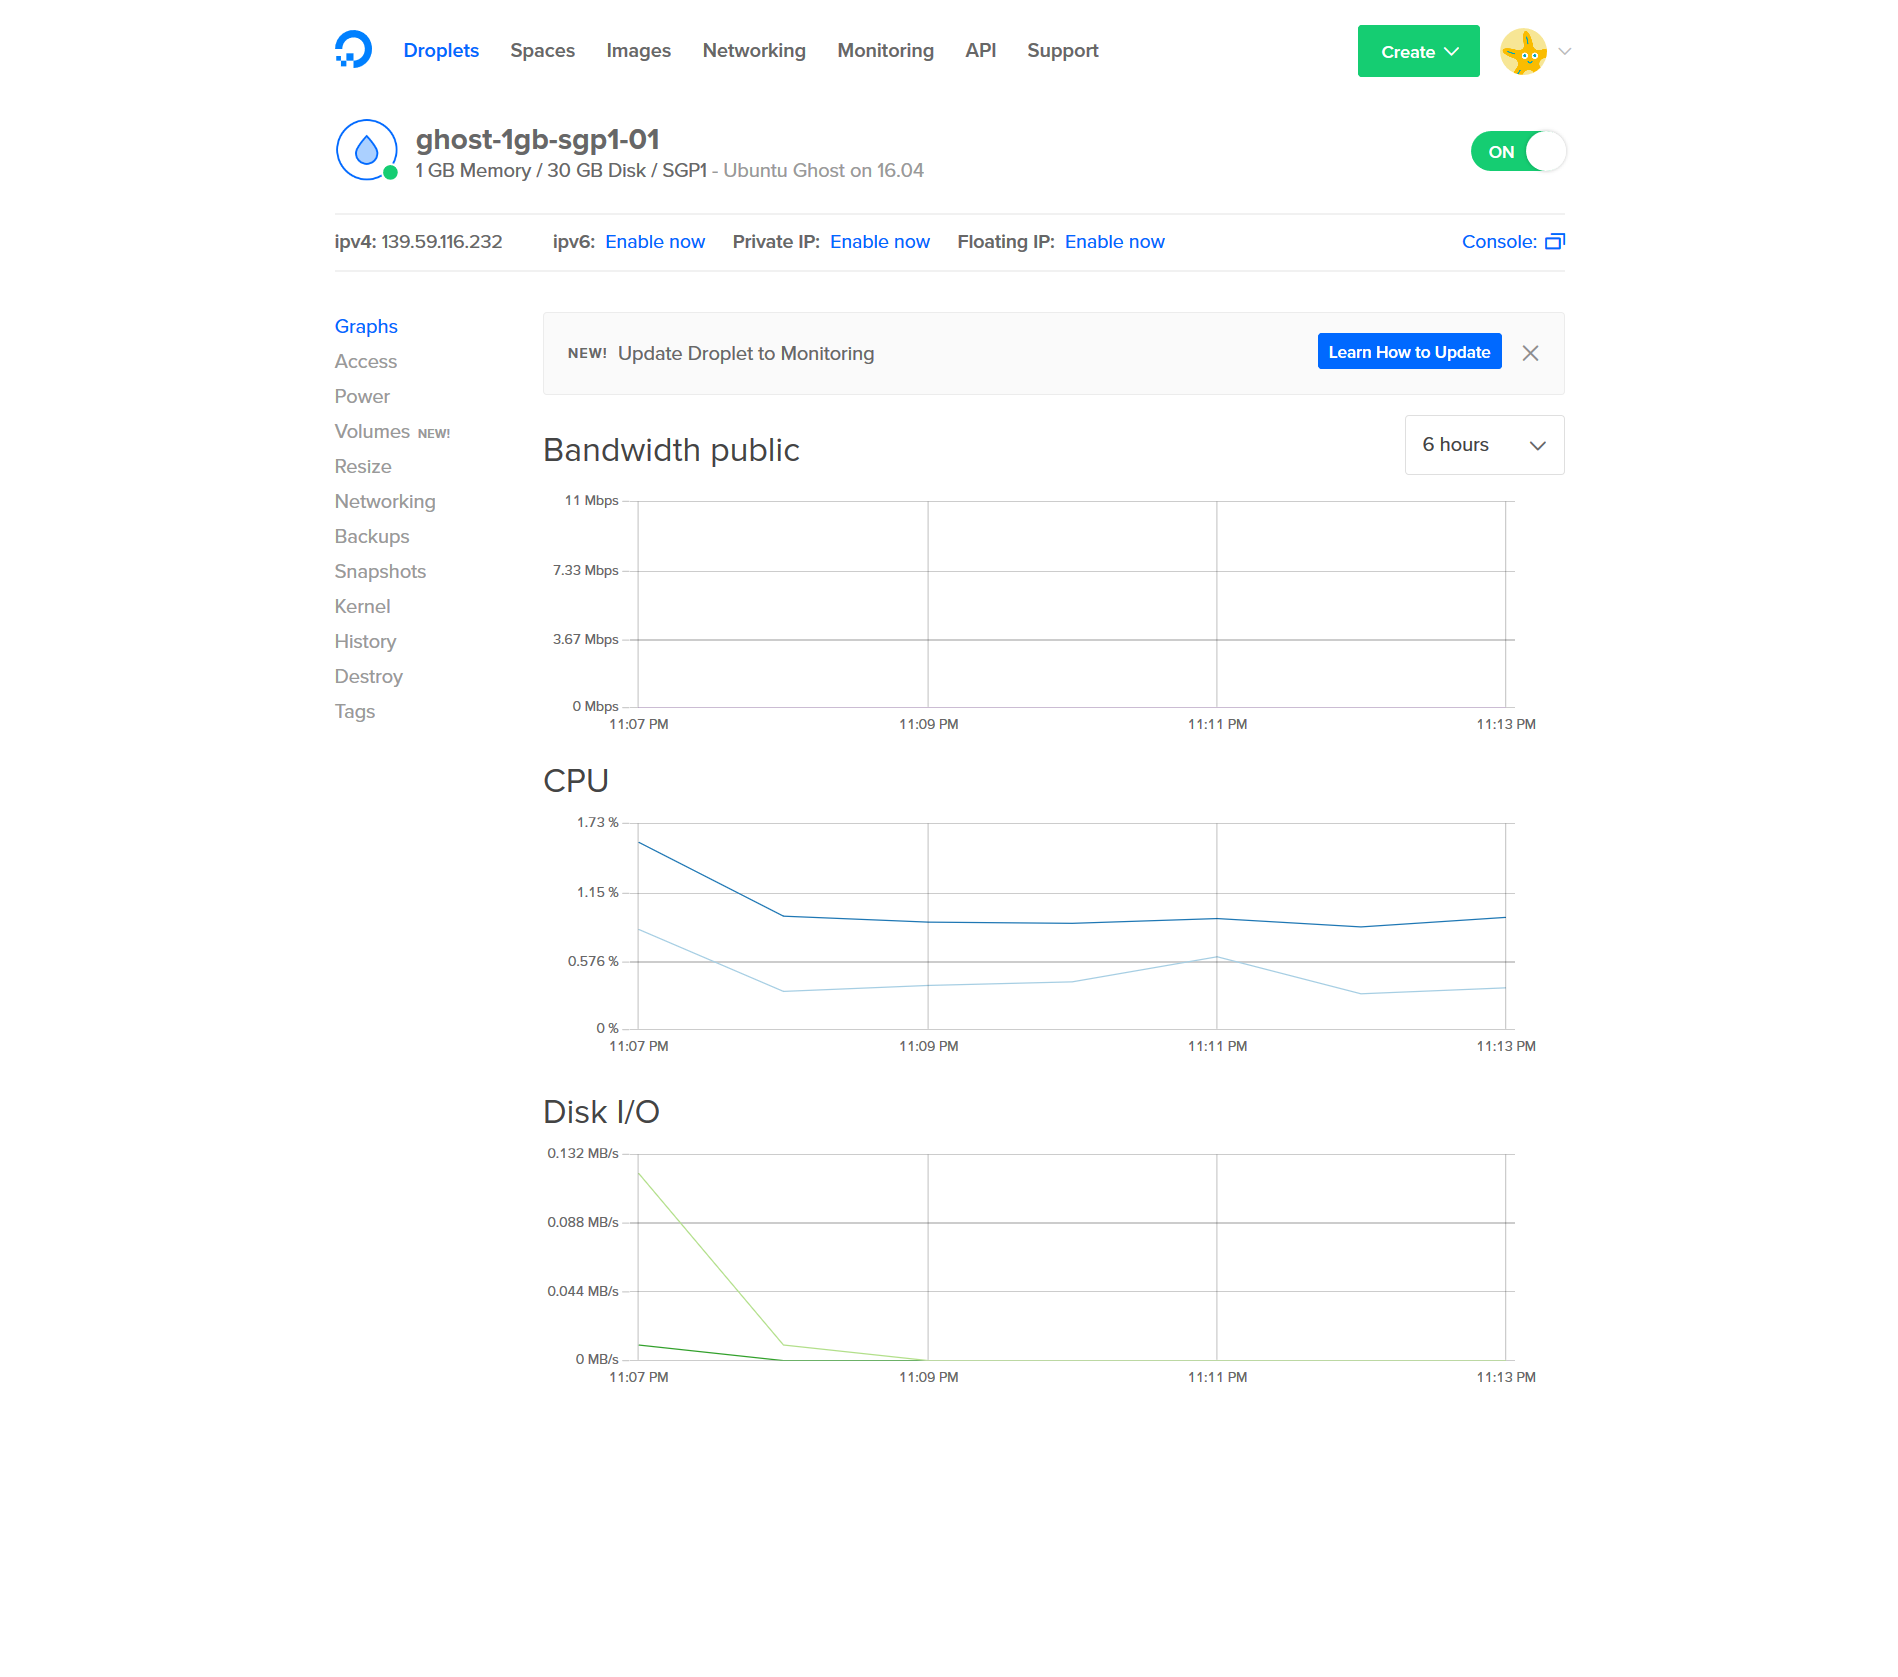 Droplets Spaces Images Networking Monitoring API Support Create
ghost-1gb-sgp1-01
1 GB Memory / 30 GB Disk / SGP1 - Ubuntu Ghost on 16.04
ON
ipv4: 139.59.116.232 ipv6: Enable now Private IP: Enable now Floating IP: Enable now Console:
Graphs
Access
Power
Volumes NEW!
Resize
Networking
Backups
Snapshots
Kernel
History
Destroy
Tags
NEW! Update Droplet to Monitoring Learn How to Update
Bandwidth public
6 hours
11 Mbps
7.33 Mbps
3.67 Mbps
0 Mbps
11:07 PM 11:09 PM 11:11 PM 11:13 PM
CPU
1.73 %
1.15 %
0.576 %
0 %
11:07 PM 11:09 PM 11:11 PM 11:13 PM
Disk I/O
0.132 MB/s
0.088 MB/s
0.044 MB/s
0 MB/s
11:07 PM 11:09 PM 11:11 PM 11:13 PM